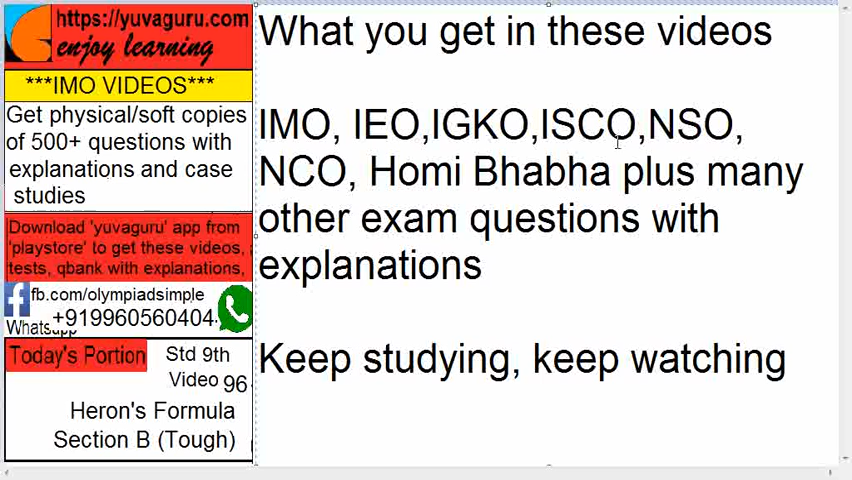 https://yuvaguru.com
enjoy learning
***IMO VIDEOS***
Get physical/soft copies
of 500+ questions with
explanations and case
studies
Download 'yuvaguru' app from
'playstore' to get these videos,
tests, qbank with explanations,
fb.com/olympiadsimple
+919960560404
Whatsapp
Today's Portion
Std 9th
Video 96
Heron's Formula
Section B (Tough)
What you get in these videos
IMO, IEO,IGKO,ISCO,NSO,
NCO, Homi Bhabha plus many
other exam questions with
explanations
Keep studying, keep watching